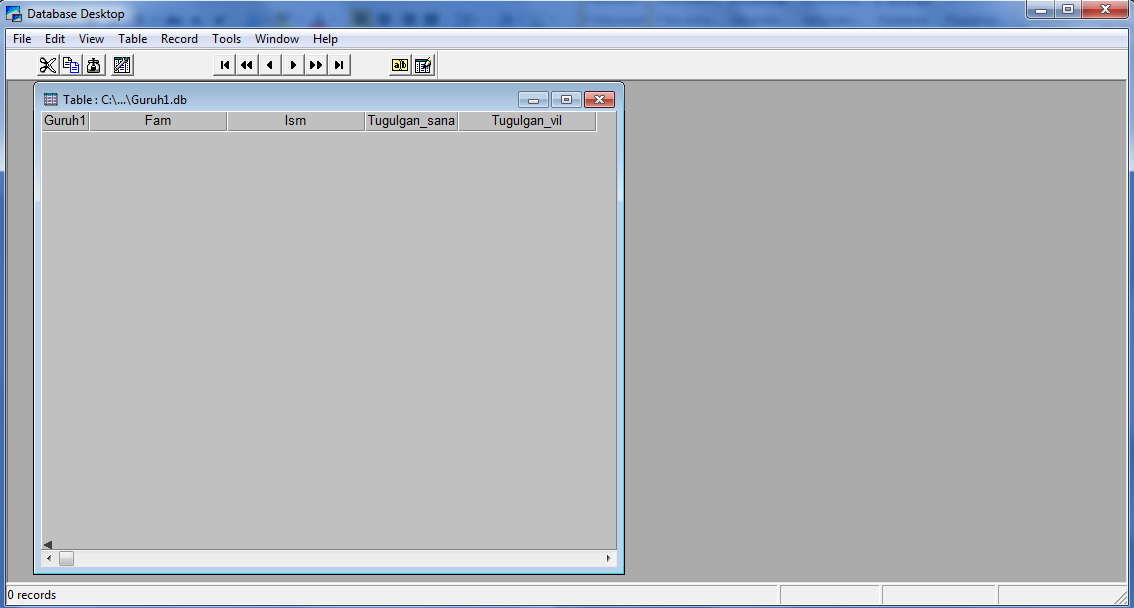 Database Desktop
File Edit View Table Record Tools Window Help
ab
Table : C:\...\Guruh1.db
Guruh1 Fam Ism Tugulgan_sana Tugulgan_vil
0 records